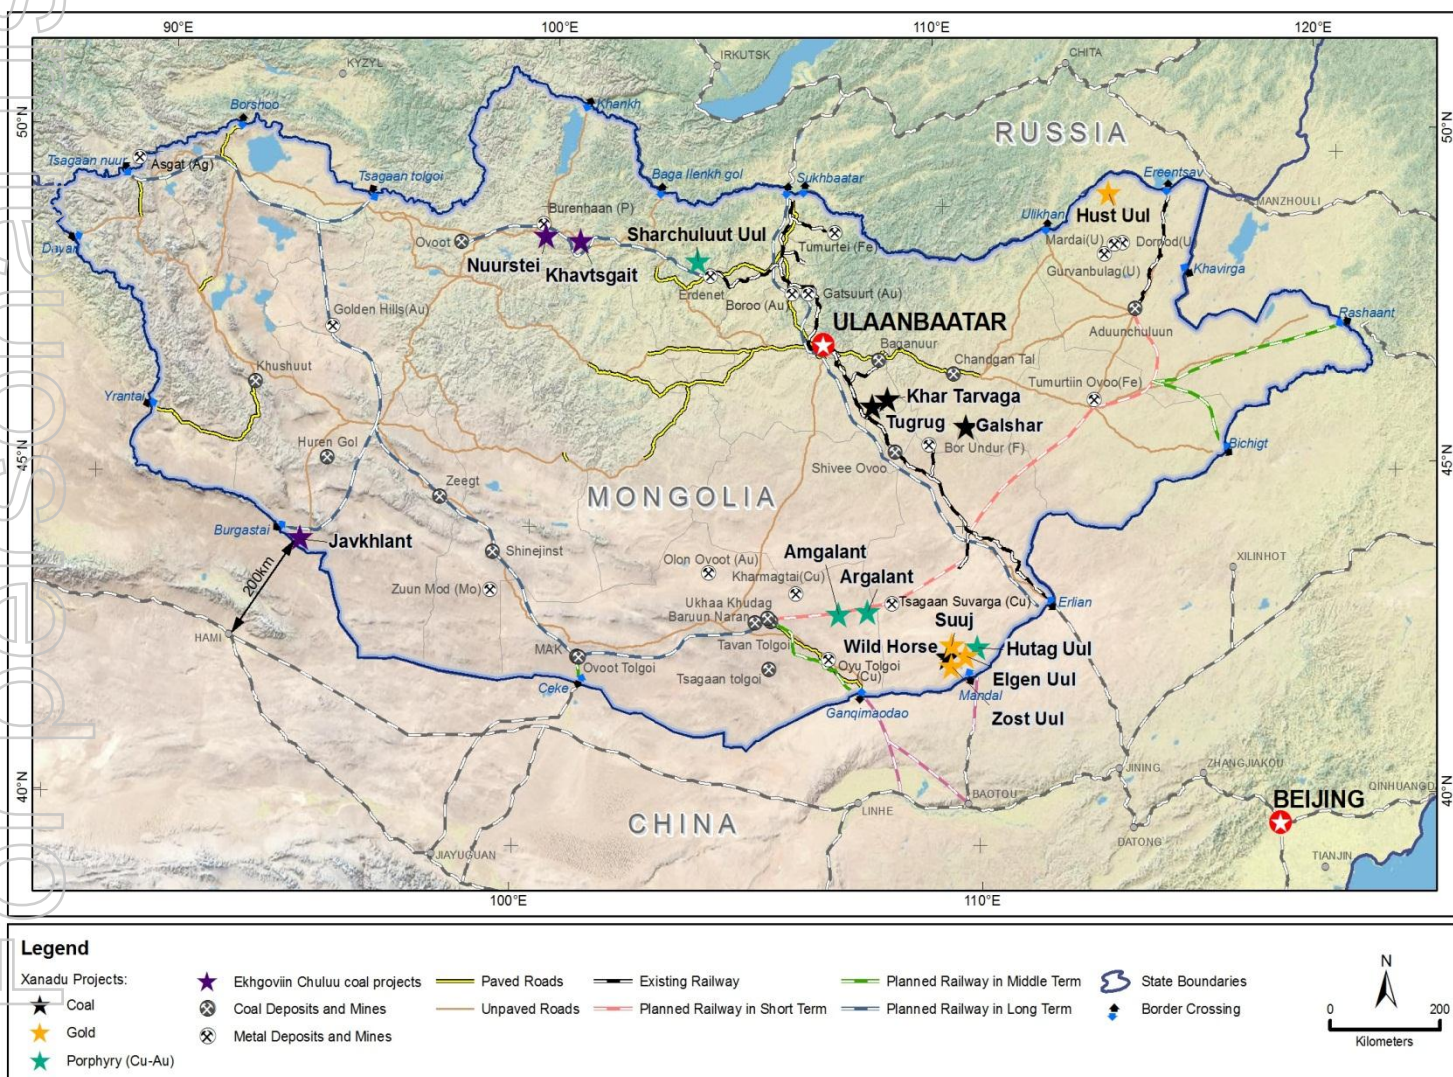 90°E
100°E
110°E
120°E
IRKUTSK
CHITA
KYZYL
Borshoo
Khankh
50°N
50°N
RUSSIA
Tsagaan nuur
Asgat (Ag)
Tsagaan tolgoi
Baga Ilenkh gol
Sukhbaatar
Ereentsav
MANZHOULI
Burenhaan (P)
Hust Uul
Ulikhan
Dayan
Ovoot
Sharchuluut Uul
Tumurtei (Fe)
Mardai(U)
Dornod(U)
Nuurstei
Khavtsgait
Gurvanbulag(U)
Khavirga
Erdenet
Boroo (Au)
Gatsuurt (Au)
Golden Hills(Au)
ULAANBAATAR
Aduunchuluun
Rashaant
Baganuur
Khushuut
Chandgan Tal
Tumurtiin Ovoo(Fe)
Yrantai
Khar Tarvaga
Tugrug
Galshar
Huren Gol
Bor Undur (F)
Bichigt
45°N
45°N
Shivee Ovoo
Zeegt
MONGOLIA
Burgastai
Javkhlant
Shinejinst
Amgalant
Olon Ovoot (Au)
XILINHOT
200km
Zuun Mod (Mo)
Kharmagtai(Cu)
Argalant
Ukhaa Khudag
Tsagaan Suvarga (Cu)
Erlian
Baruun Naran
Suuj
HAMI
Tavan Tolgoi
Wild Horse
Hutag Uul
MAK
Ovoot Tolgoi
Oyu Tolgoi
(Cu)
Tsagaan tolgoi
Elgen Uul
Ceke
Mandal
Ganqimaodao
Zost Uul
JINING
ZHANGJIAKOU
40°N
40°N
QINHUANGD
BAOTOU
BEIJING
LINHE
CHINA
DATONG
JIAYUGUAN
TIANJIN
100°E
110°E
Legend
Xanadu Projects:
Coal
Gold
Porphyry (Cu-Au)
Ekhgoviin Chuluu coal projects
Coal Deposits and Mines
Metal Deposits and Mines
Paved Roads
Unpaved Roads
Existing Railway
Planned Railway in Short Term
Planned Railway in Middle Term
Planned Railway in Long Term
State Boundaries
Border Crossing
N
0
200
Kilometers